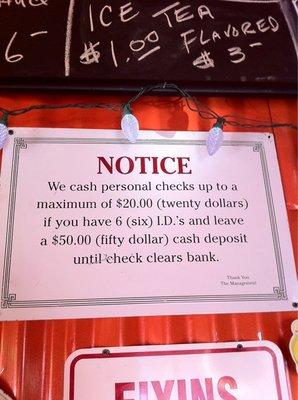 ICE TEA
$1.00
FLAVORED
$3-
6-
NOTICE
We cash personal checks up to a
maximum of $20.00 (twenty dollars)
if you have 6 (six) I.D.'s and leave
a $50.00 (fifty dollar) cash deposit
until check clears bank.
Thank You
The Management
FIXINS